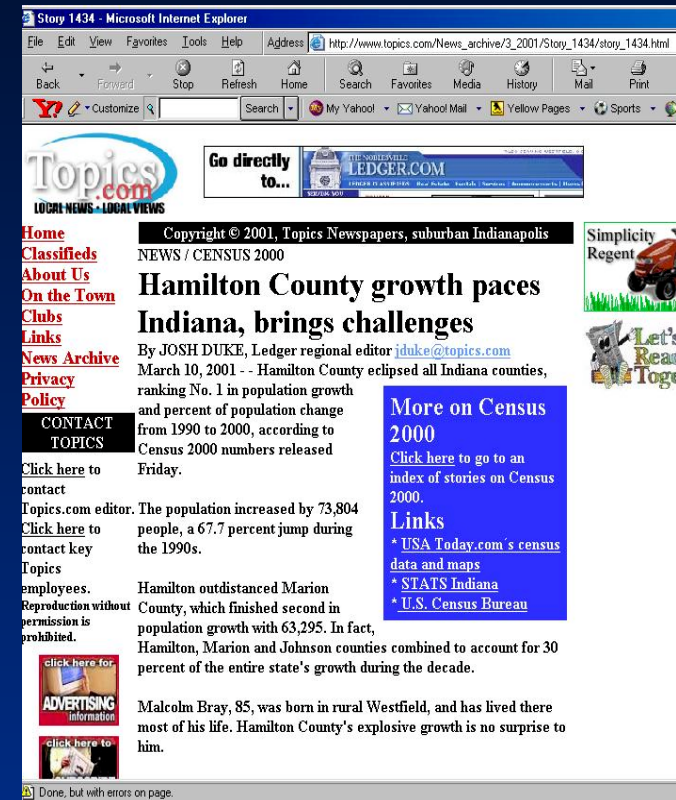 Story 1434 - Microsoft Internet Explorer
File Edit View Favorites Tools Help Address http://www.topics.com/News_archive/3_2001/Story_1434/story_1434.html
Back Forward Stop Refresh Home Search Favorites Media History Mail Print
Y? Customize Search My Yahoo! Yahoo! Mail Yellow Pages Sports
Topics.com
LOCAL NEWS • LOCAL VIEWS
Go directly
to...
THE NOBLESVILLE
LEDGER.COM
Home
Classifieds
About Us
On the Town
Clubs
Links
News Archive
Privacy
Policy
CONTACT
TOPICS
Click here to
contact
Topics.com editor.
Click here to
contact key
Topics
employees.
Reproduction without
permission is
prohibited.
click here for
ADVERTISING
information
click here to
Copyright © 2001, Topics Newspapers, suburban Indianapolis
NEWS / CENSUS 2000
Hamilton County growth paces
Indiana, brings challenges
By JOSH DUKE, Ledger regional editor jduke@topics.com
March 10, 2001 - - Hamilton County eclipsed all Indiana counties,
ranking No. 1 in population growth
and percent of population change
from 1990 to 2000, according to
Census 2000 numbers released
Friday.
The population increased by 73,804
people, a 67.7 percent jump during
the 1990s.
Hamilton outdistanced Marion
County, which finished second in
population growth with 63,295. In fact,
Hamilton, Marion and Johnson counties combined to account for 30
percent of the entire state's growth during the decade.
Malcolm Bray, 85, was born in rural Westfield, and has lived there
most of his life. Hamilton County's explosive growth is no surprise to
him.
More on Census
2000
Click here to go to an
index of stories on Census
2000.
Links
* USA Today.com´s census
data and maps
* STATS Indiana
* U.S. Census Bureau
Simplicity
Regent
Let's
Done, but with errors on page.